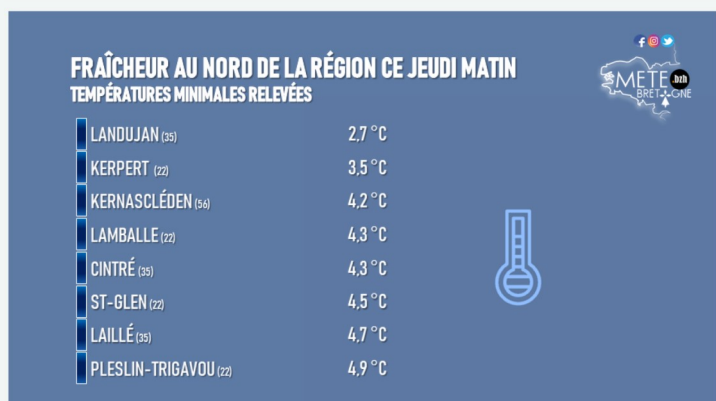 FRAÎCHEUR AU NORD DE LA RÉGION CE JEUDI MATIN
TEMPÉRATURES MINIMALES RELEVÉES
METEO.bzh
BRETAGNE
LANDUJAN (35) 2,7 °C
KERPERT (22) 3,5 °C
KERNASCLÉDEN (56) 4,2 °C
LAMBALLE (22) 4,3 °C
CINTRÉ (35) 4,3 °C
ST-GLEN (22) 4,5 °C
LAILLÉ (35) 4,7 °C
PLESLIN-TRIGAVOU (22) 4,9 °C